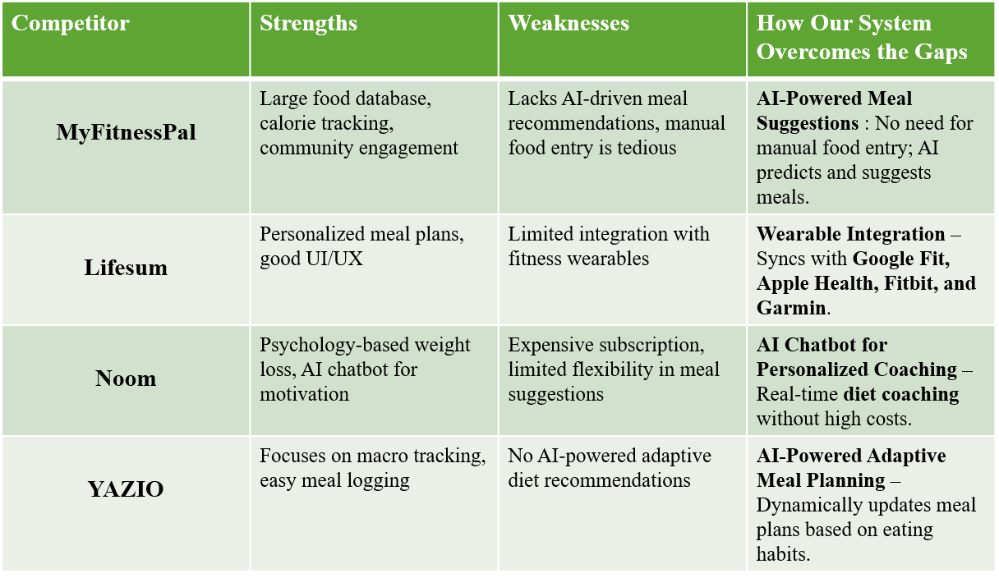 Competitor
Strengths
Weaknesses
How Our System
Overcomes the Gaps
MyFitnessPal
Large food database,
calorie tracking,
community engagement
Lacks AI-driven meal
recommendations, manual
food entry is tedious
AI-Powered Meal
Suggestions : No need for
manual food entry; AI
predicts and suggests
meals.
Lifesum
Personalized meal plans,
good UI/UX
Limited integration with
fitness wearables
Wearable Integration –
Syncs with Google Fit,
Apple Health, Fitbit, and
Garmin.
Noom
Psychology-based weight
loss, AI chatbot for
motivation
Expensive subscription,
limited flexibility in meal
suggestions
AI Chatbot for
Personalized Coaching –
Real-time diet coaching
without high costs.
YAZIO
Focuses on macro tracking,
easy meal logging
No AI-powered adaptive
diet recommendations
AI-Powered Adaptive
Meal Planning –
Dynamically updates meal
plans based on eating
habits.